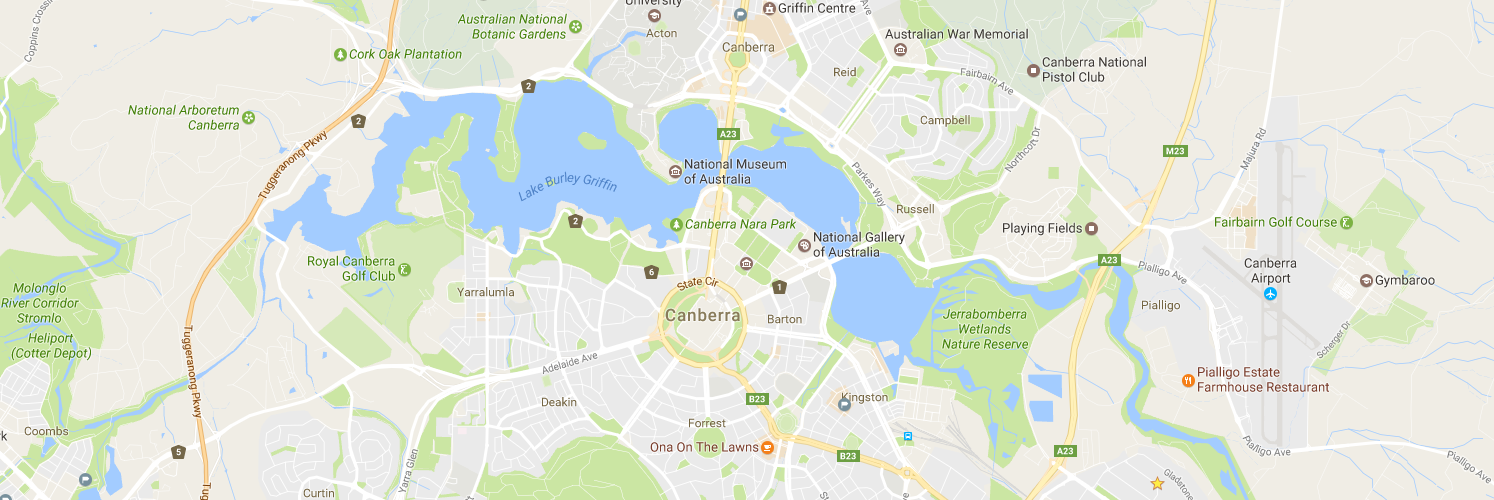 University
Griffin Centre
Australian National
Botanic Gardens
Acton
Australian War Memorial
Coppins Crossing
Cork Oak Plantation
Canberra
Reid
Canberra National
Pistol Club
Fairbairn Ave
2
National Arboretum
Canberra
2
Campbell
A23
Tuggeranong Pkwy
Northcott Dr
Majura Rd
M23
National Museum
of Australia
Parkes Way
Lake Burley Griffin
2
Canberra Nara Park
Russell
Playing Fields
Fairbairn Golf Course
National Gallery
of Australia
Royal Canberra
Golf Club
6
State Cir
1
A23
Pialligo Ave
Canberra
Airport
Gymbaroo
Molonglo
River Corridor
Stromlo
Yarralumla
Pialligo
Canberra
Barton
Jerrabomberra
Wetlands
Nature Reserve
Heliport
(Cotter Depot)
Tuggeranong Pkwy
Adelaide Ave
Scherger Dr
Pialligo Estate
Farmhouse Restaurant
Deakin
B23
Kingston
Forrest
Coombs
Ona On The Lawns
B23
5
A23
Pialligo Ave
Pialligo Ave
Yarra Glen
Curtin
Gladstone